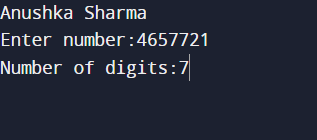 Anushka Sharma
Enter number:4657721
Number of digits:7